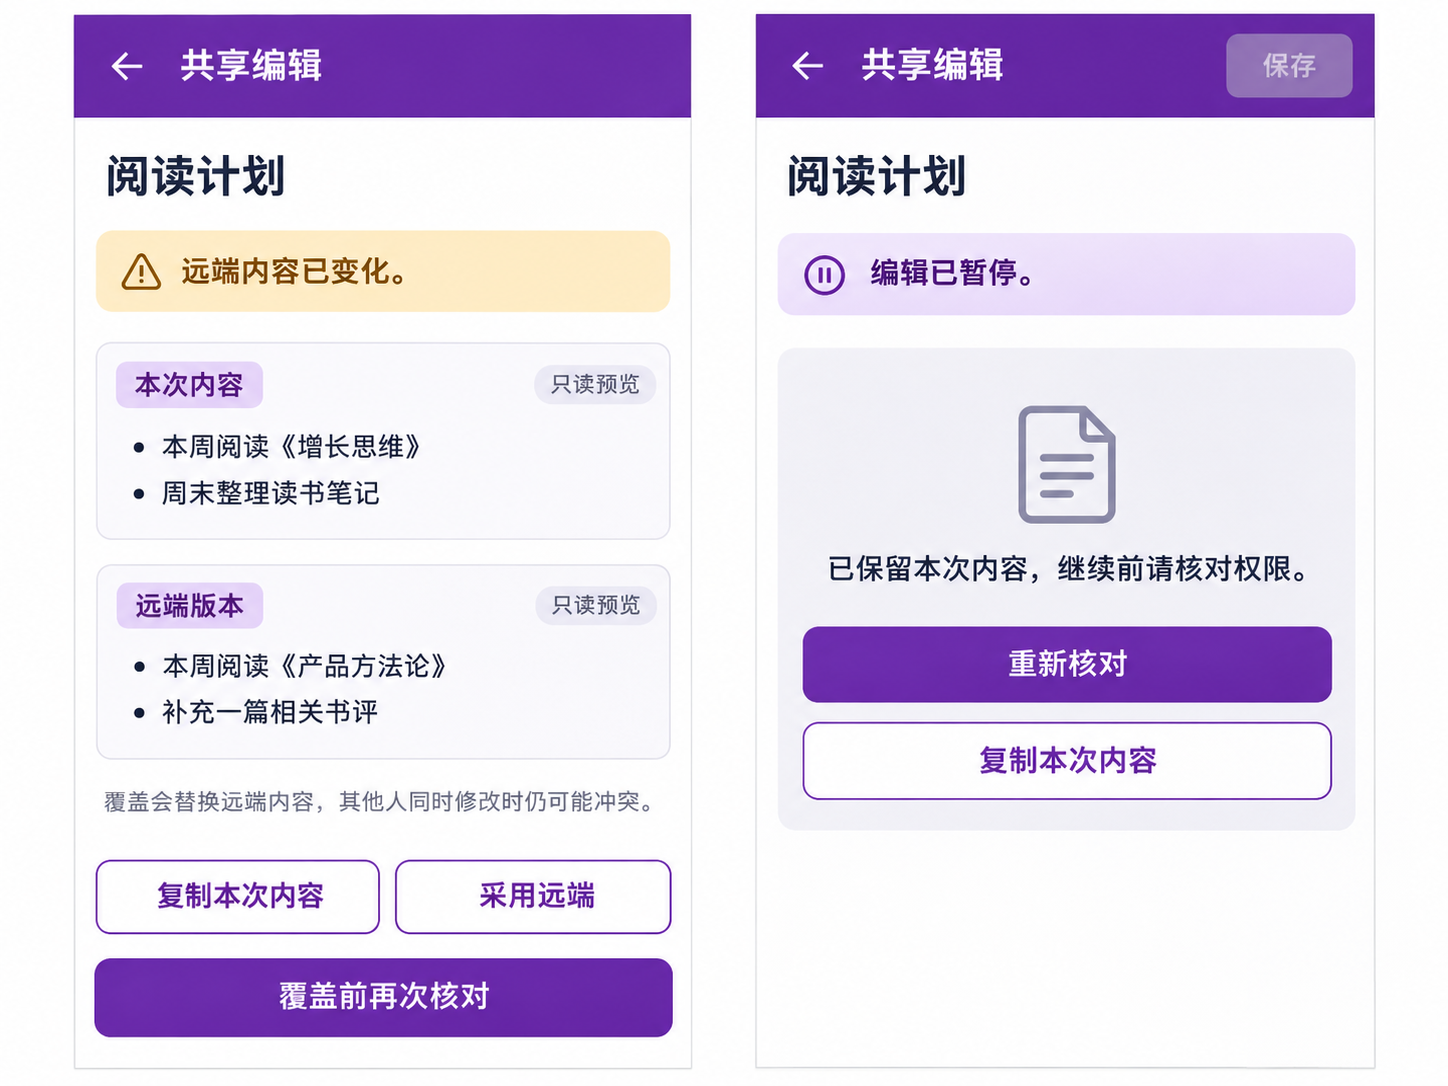 共享编辑
阅读计划
远端内容已变化。
本次内容
只读预览
本周阅读《增长思维》
周末整理读书笔记
远端版本
只读预览
本周阅读《产品方法论》
补充一篇相关书评
覆盖会替换远端内容，其他人同时修改时仍可能冲突。
复制本次内容
采用远端
覆盖前再次核对
共享编辑
保存
阅读计划
编辑已暂停。
已保留本次内容，继续前请核对权限。
重新核对
复制本次内容